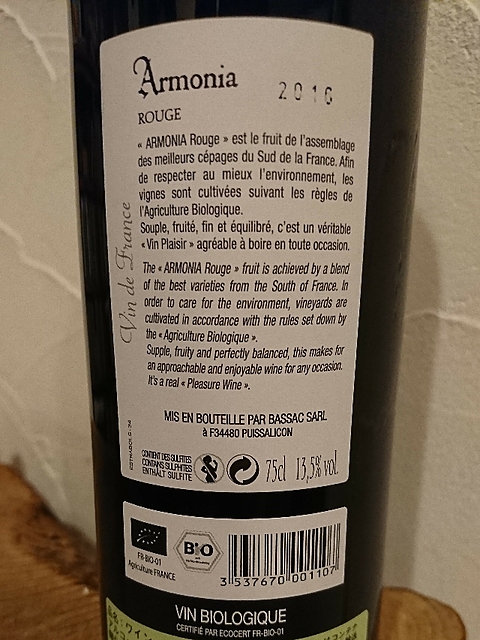 Armonia
2016
ROUGE
« ARMONIA Rouge » est le fruit de l'assemblage
des meilleurs cépages du Sud de la France. Afin
de respecter au mieux l'environnement, les
vignes sont cultivées suivant les règles de
l'Agriculture Biologique.
Souple, fruité, fin et équilibré, c'est un véritable
« Vin Plaisir » agréable à boire en toute occasion.
The « ARMONIA Rouge » fruit is achieved by a blend
of the best varieties from the South of France. In
order to care for the environment, vineyards are
cultivated in accordance with the rules set down by
the « Agriculture Biologique ».
Supple, fruity and perfectly balanced, this makes for
an approachable and enjoyable wine for any occasion.
It's a real « Pleasure Wine ».
Vin de France
MIS EN BOUTEILLE PAR BASSAC SARL
à F34480 PUISSALICON
CONTIENT DES SULFITES
CONTAINS SULPHITES
ENTHÄLT SULFITE
75cl 13,5% vol.
FR-BIO-01
Agriculture FRANCE
BIO
3 537670 001107
VIN BIOLOGIQUE
CERTIFIÉ PAR ECOCERT FR-BIO-01